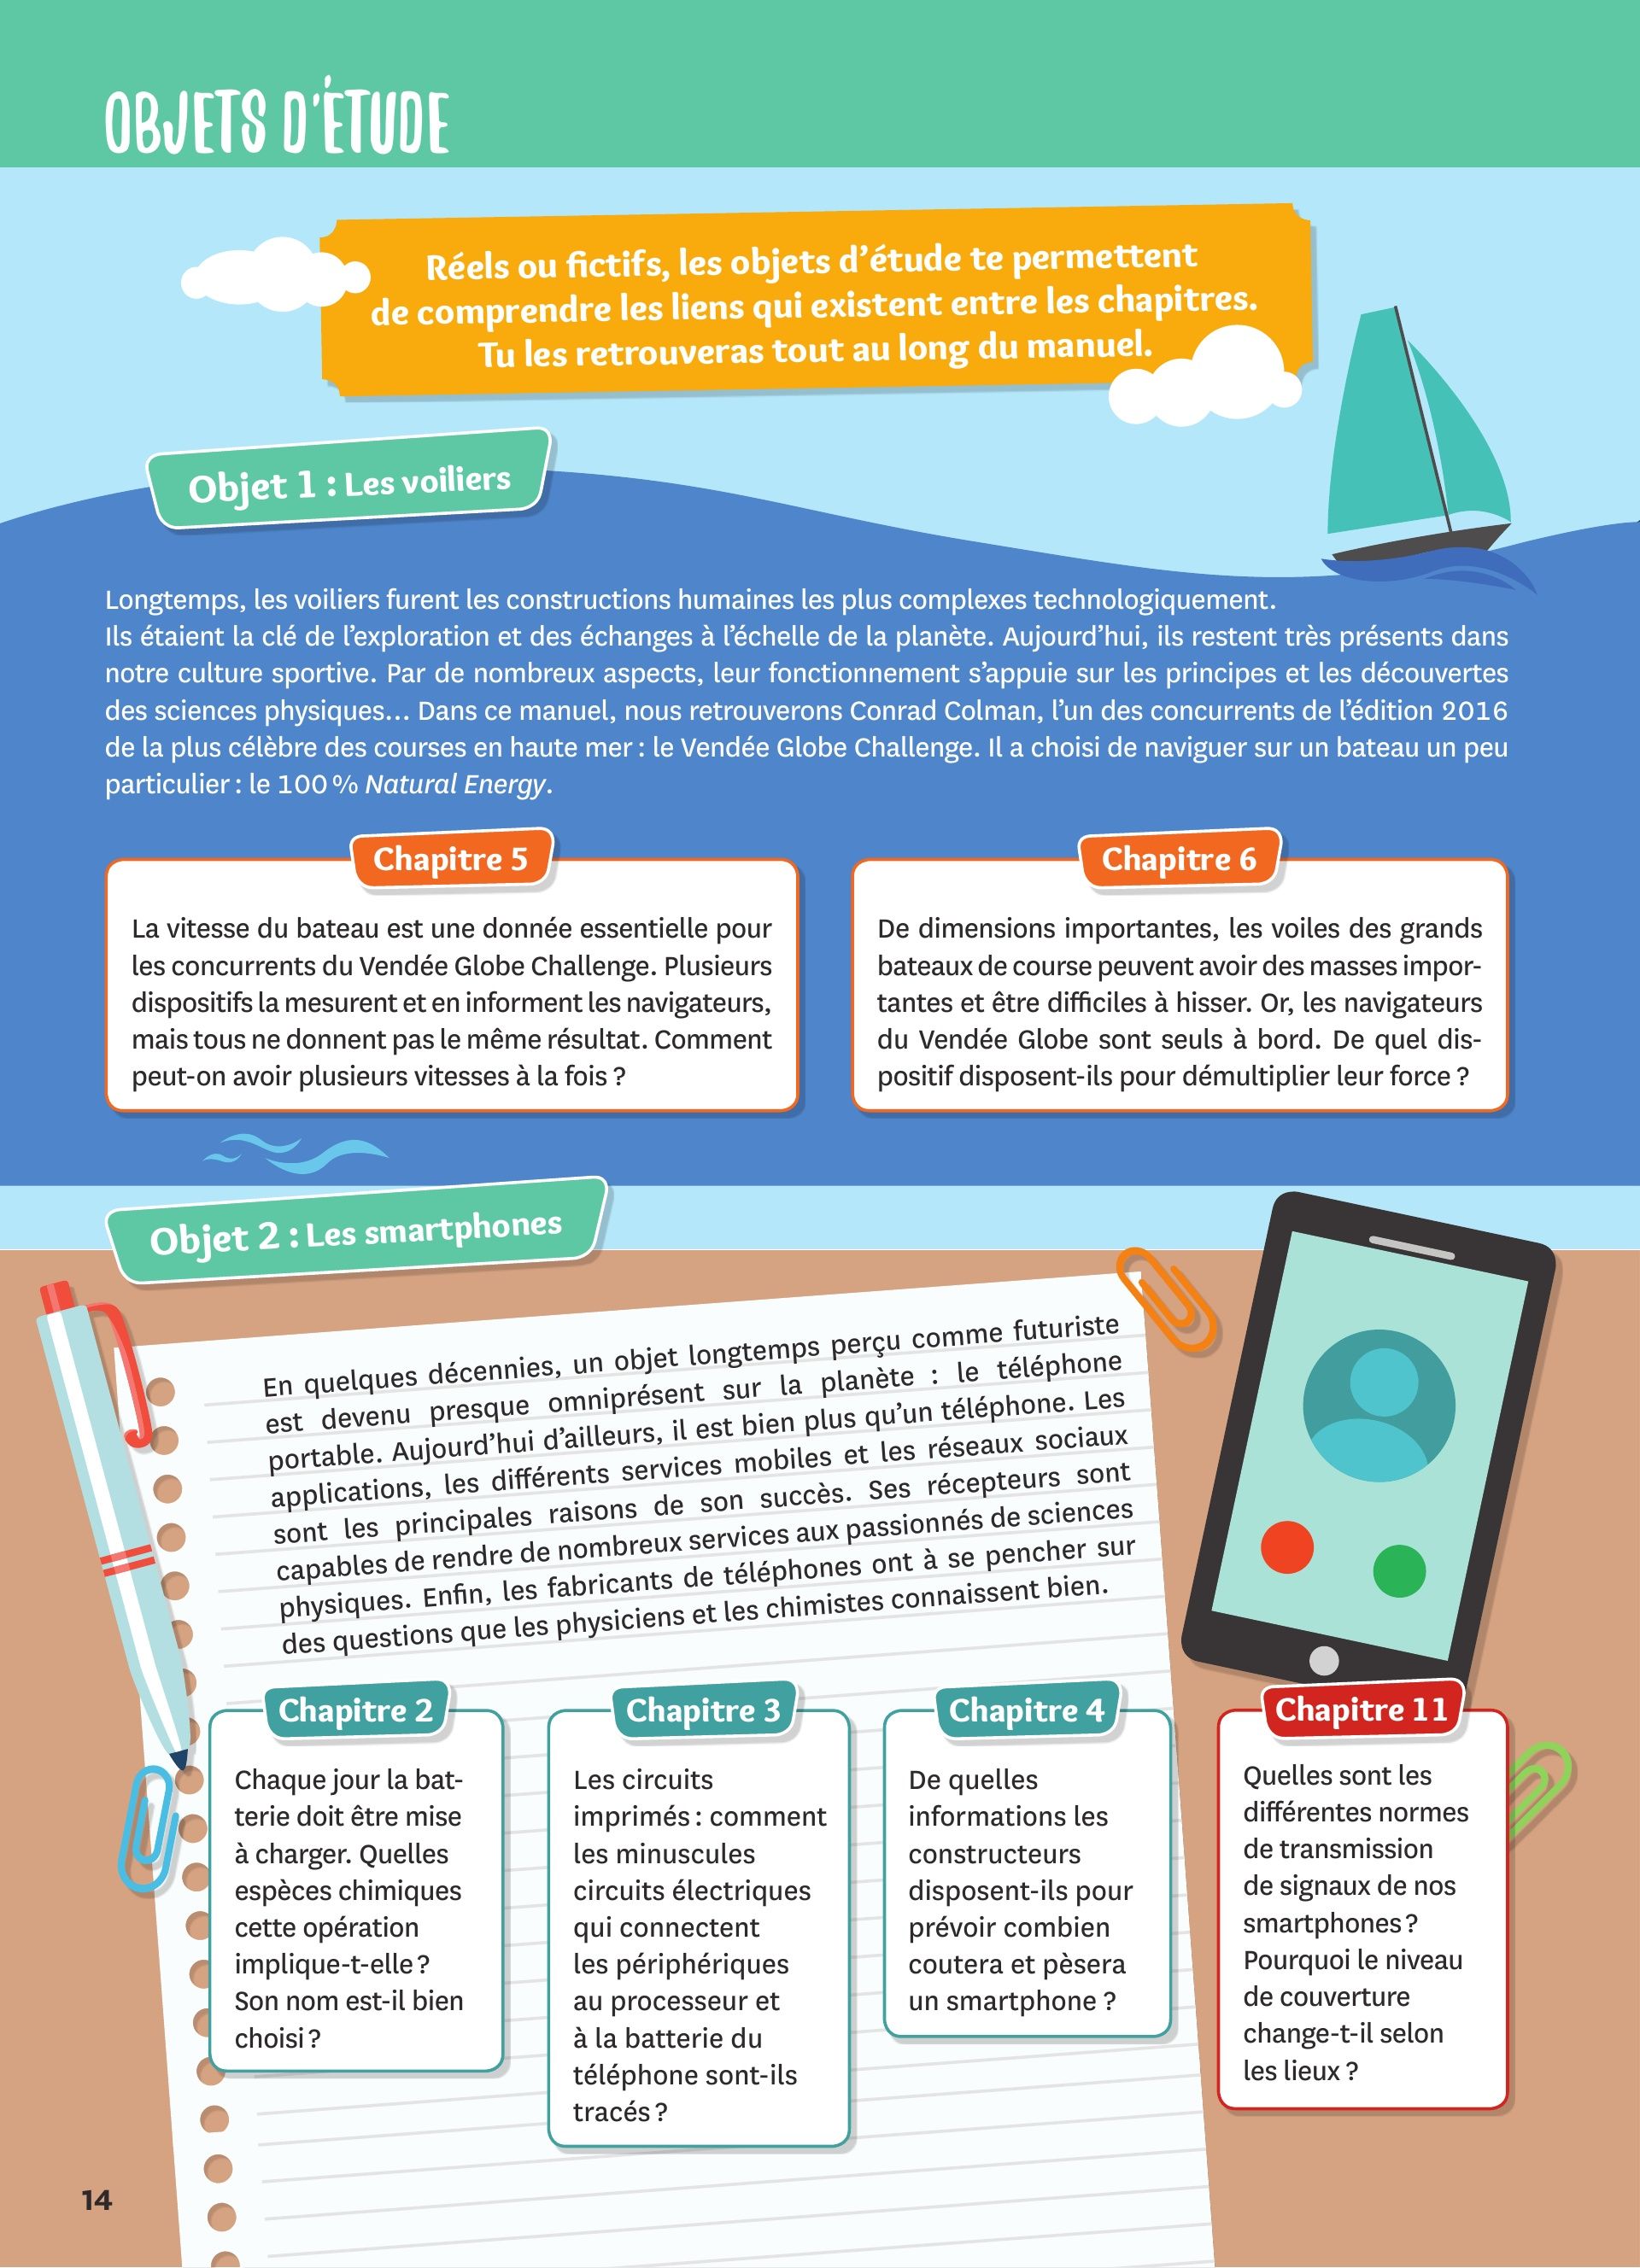 OBJETS D'ÉTUDE
Réels ou fictifs, les objets d'étude te permettent
de comprendre les liens qui existent entre les chapitres.
Tu les retrouveras tout au long du manuel.
Objet 1 : Les voiliers
Longtemps, les voiliers furent les constructions humaines les plus complexes technologiquement.
Ils étaient la clé de l'exploration et des échanges à l'échelle de la planète. Aujourd'hui, ils restent très présents dans
notre culture sportive. Par de nombreux aspects, leur fonctionnement s'appuie sur les principes et les découvertes
des sciences physiques... Dans ce manuel, nous retrouverons Conrad Colman, l'un des concurrents de l'édition 2016
de la plus célèbre des courses en haute mer : le Vendée Globe Challenge. Il a choisi de naviguer sur un bateau un peu
particulier : le 100 % Natural Energy.
Chapitre 5
La vitesse du bateau est une donnée essentielle pour
les concurrents du Vendée Globe Challenge. Plusieurs
dispositifs la mesurent et en informent les navigateurs,
mais tous ne donnent pas le même résultat. Comment
peut-on avoir plusieurs vitesses à la fois ?
Chapitre 6
De dimensions importantes, les voiles des grands
bateaux de course peuvent avoir des masses impor-
tantes et être difficiles à hisser. Or, les navigateurs
du Vendée Globe sont seuls à bord. De quel dis-
positif disposent-ils pour démultiplier leur force ?
Objet 2 : Les smartphones
En quelques décennies, un objet longtemps perçu comme futuriste
est devenu presque omniprésent sur la planète : le téléphone
portable. Aujourd'hui d'ailleurs, il est bien plus qu'un téléphone. Les
applications, les différents services mobiles et les réseaux sociaux
sont les principales raisons de son succès. Ses récepteurs sont
capables de rendre de nombreux services aux passionnés de sciences
physiques. Enfin, les fabricants de téléphones ont à se pencher sur
des questions que les physiciens et les chimistes connaissent bien.
Chapitre 2
Chaque jour la bat-
terie doit être mise
à charger. Quelles
espèces chimiques
cette opération
implique-t-elle ?
Son nom est-il bien
choisi ?
Chapitre 3
Les circuits
imprimés : comment
les minuscules
circuits électriques
qui connectent
les périphériques
au processeur et
à la batterie du
téléphone sont-ils
tracés ?
Chapitre 4
De quelles
informations les
constructeurs
disposent-ils pour
prévoir combien
coutera et pèsera
un smartphone ?
Chapitre 11
Quelles sont les
différentes normes
de transmission
de signaux de nos
smartphones ?
Pourquoi le niveau
de couverture
change-t-il selon
les lieux ?
14